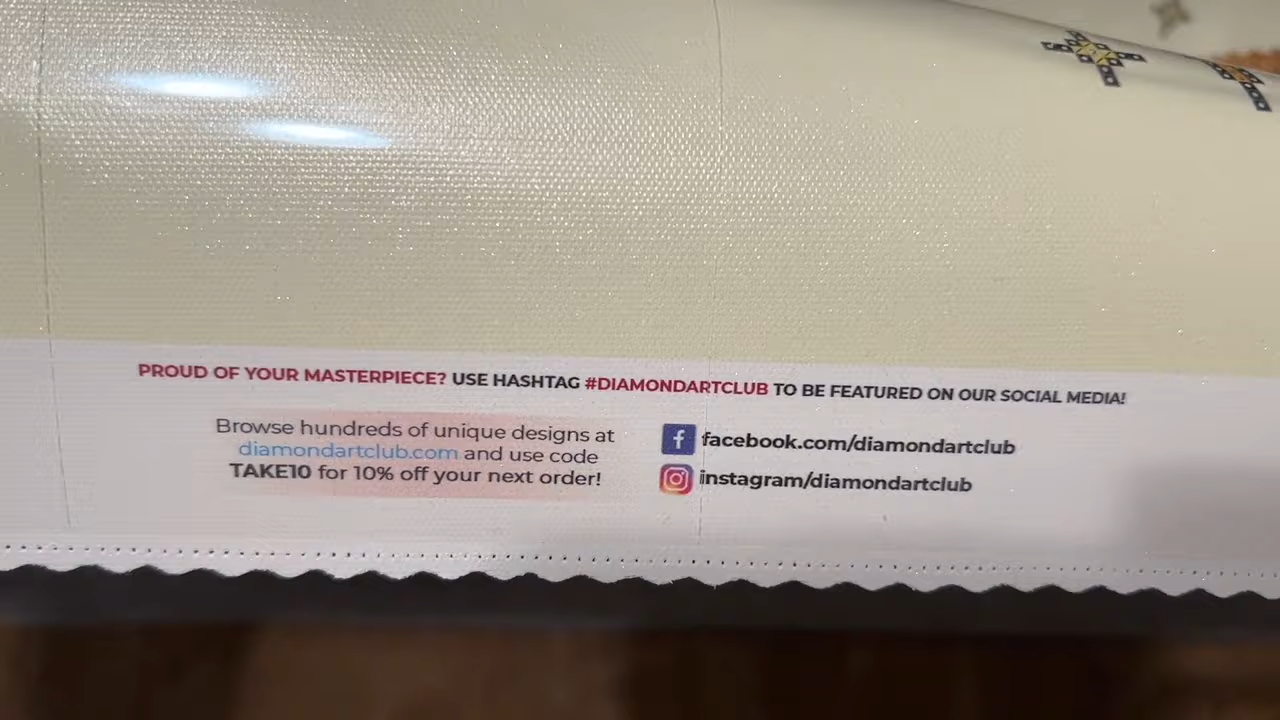 PROUD OF YOUR MASTERPIECE? USE HASHTAG #DIAMONDARTCLUB TO BE FEATURED ON OUR SOCIAL MEDIA!
Browse hundreds of unique designs at
diamondartclub.com and use code
TAKE10 for 10% off your next order!
facebook.com/diamondartclub
instagram/diamondartclub